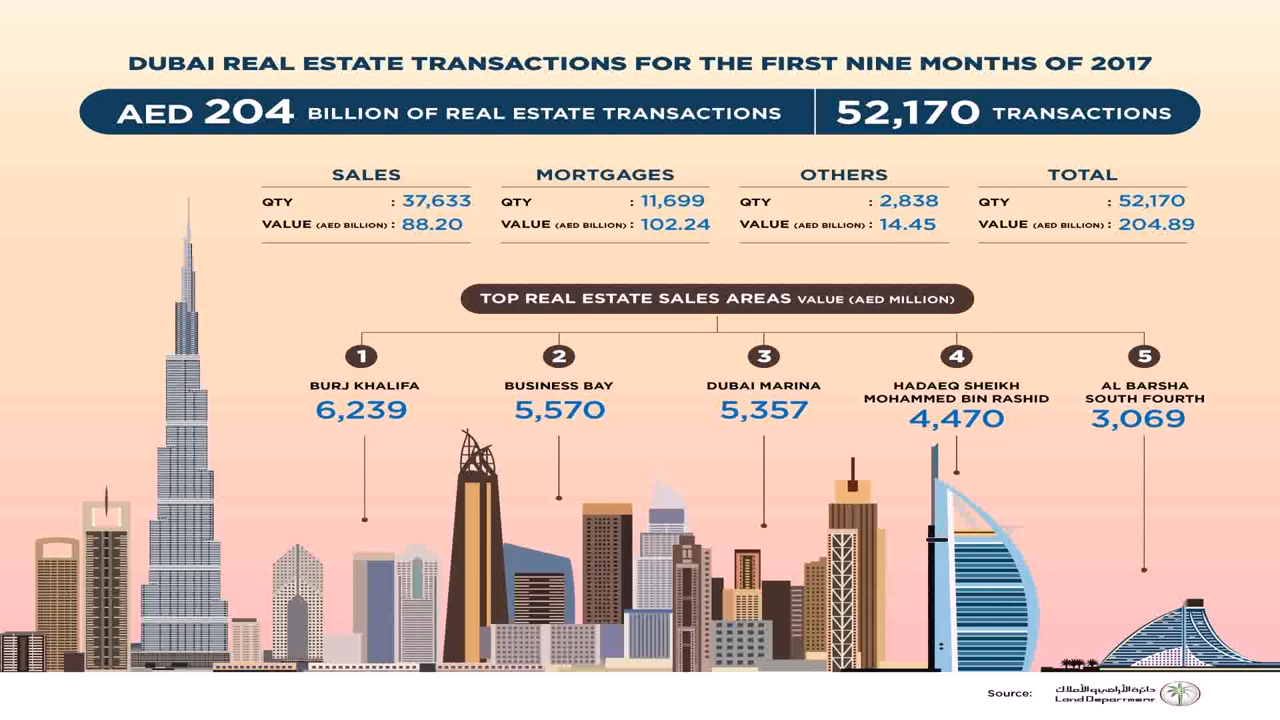 DUBAI REAL ESTATE TRANSACTIONS FOR THE FIRST NINE MONTHS OF 2017
AED 204 BILLION OF REAL ESTATE TRANSACTIONS
52,170 TRANSACTIONS
SALES
QTY : 37,633
VALUE (AED BILLION) : 88.20
MORTGAGES
QTY : 11,699
VALUE (AED BILLION) : 102.24
OTHERS
QTY : 2,838
VALUE (AED BILLION) : 14.45
TOTAL
QTY : 52,170
VALUE (AED BILLION) : 204.89
TOP REAL ESTATE SALES AREAS VALUE (AED MILLION)
1
BURJ KHALIFA
6,239
2
BUSINESS BAY
5,570
3
DUBAI MARINA
5,357
4
HADAEQ SHEIKH
MOHAMMED BIN RASHID
4,470
5
AL BARSHA
SOUTH FOURTH
3,069
Source:
دائرة الأراضي والأملاك
Land Department